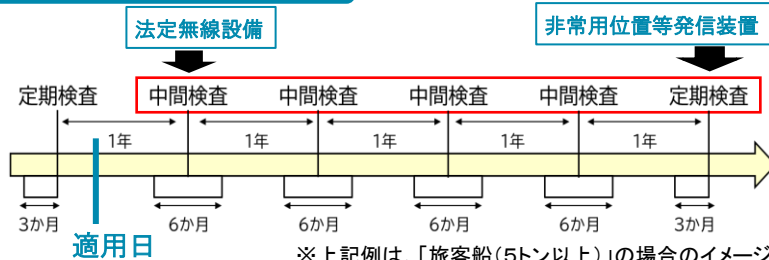 法定無線設備
非常用位置等発信装置
定期検査 中間検査 中間検査 中間検査 中間検査 定期検査
1年 1年 1年 1年 1年
3か月 6か月 6か月 6か月 6か月 3か月
適用日
※上記例は、「旅客船(5トン以上)」の場合のイメージ